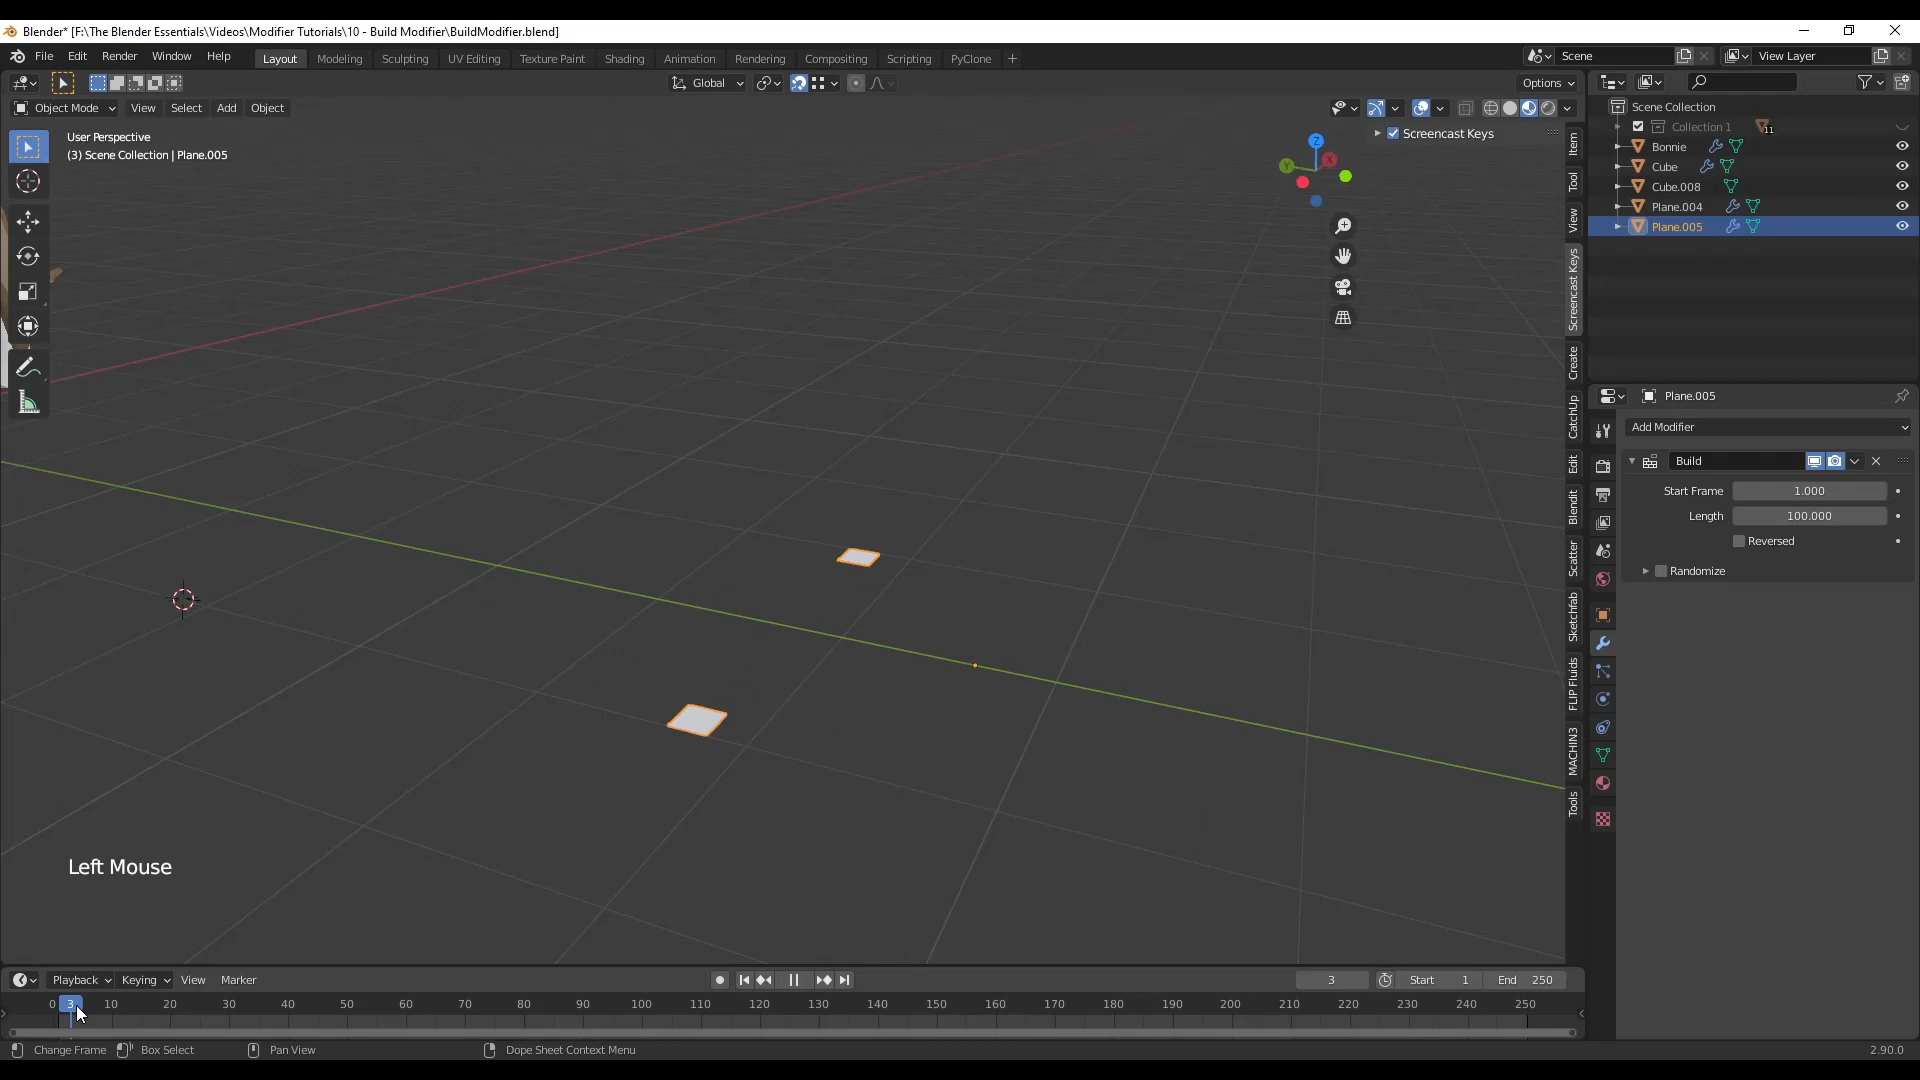 Blender* [F:\The Blender Essentials\Videos\Modifier Tutorials\10 - Build Modifier\BuildModifier.blend]
File Edit Render Window Help Layout Modeling Sculpting UV Editing Texture Paint Shading Animation Rendering Compositing Scripting PyClone + Scene View Layer
Global Options
Object Mode View Select Add Object
User Perspective
(3) Scene Collection | Plane.005
Screencast Keys
Z
Y
X
Item
Tool
View
Screencast Keys
Create
CatchUp
Edit
Blendit
Scatter
Sketchfab
FLIP Fluids
MACHIN3
Tools
Scene Collection
Collection 1 11
Bonnie
Cube
Cube.008
Plane.004
Plane.005
Plane.005
Add Modifier
Build
Start Frame 1.000
Length 100.000
Reversed
Randomize
Left Mouse
Playback Keying View Marker 3 Start 1 End 250
0 3 10 20 30 40 50 60 70 80 90 100 110 120 130 140 150 160 170 180 190 200 210 220 230 240 250
Change Frame Box Select Pan View Dope Sheet Context Menu 2.90.0